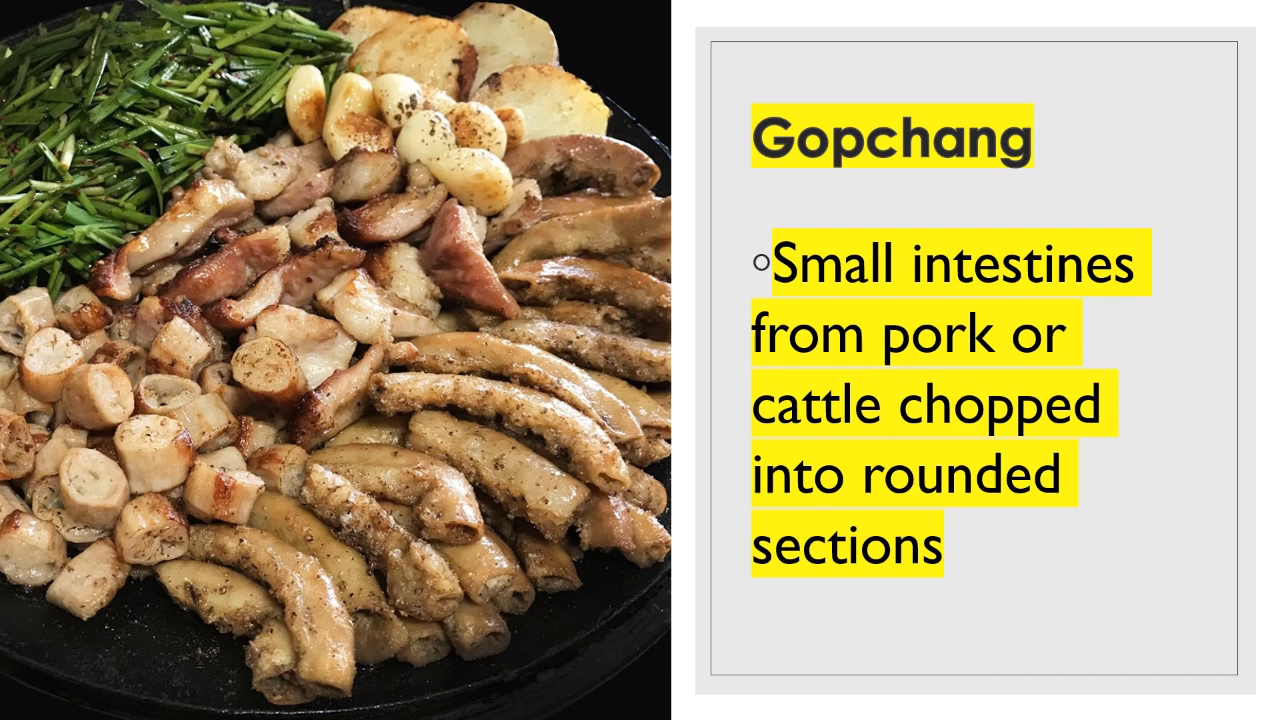 Gopchang
◦Small intestines
from pork or
cattle chopped
into rounded
sections